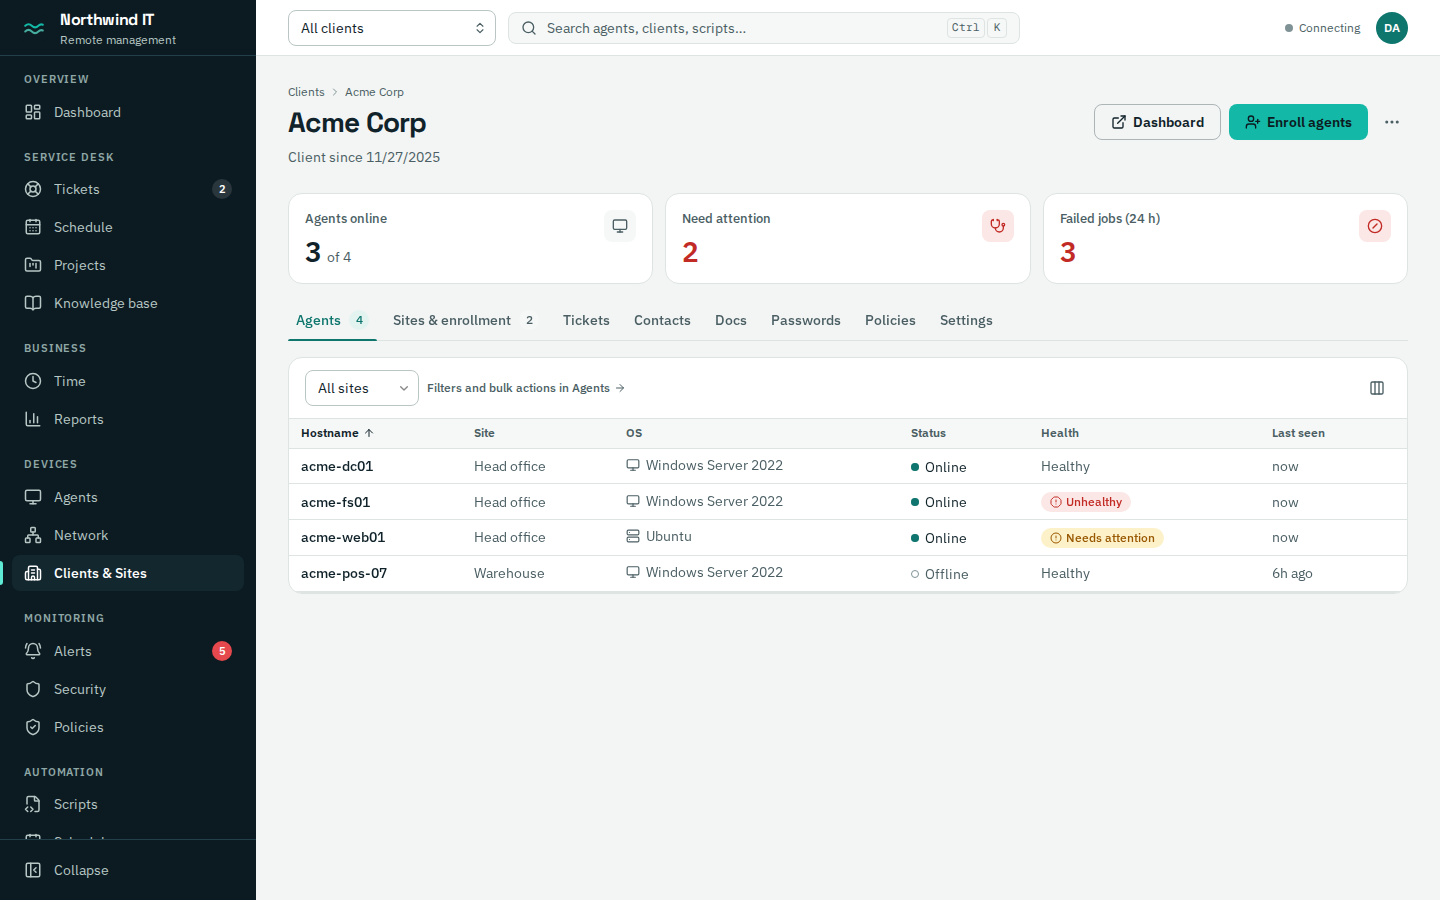 Northwind IT
Remote management
OVERVIEW
Dashboard
SERVICE DESK
Tickets 2
Schedule
Projects
Knowledge base
BUSINESS
Time
Reports
DEVICES
Agents
Network
Clients & Sites
MONITORING
Alerts 5
Security
Policies
AUTOMATION
Scripts
Collapse
All clients
Search agents, clients, scripts...
Ctrl K
Connecting
DA
Clients > Acme Corp
Acme Corp
Client since 11/27/2025
Dashboard
Enroll agents
Agents online
3 of 4
Need attention
2
Failed jobs (24 h)
3
Agents 4 Sites & enrollment 2 Tickets Contacts Docs Passwords Policies Settings
All sites Filters and bulk actions in Agents →
Hostname ↑ Site OS Status Health Last seen
acme-dc01 Head office Windows Server 2022 Online Healthy now
acme-fs01 Head office Windows Server 2022 Online Unhealthy now
acme-web01 Head office Ubuntu Online Needs attention now
acme-pos-07 Warehouse Windows Server 2022 Offline Healthy 6h ago